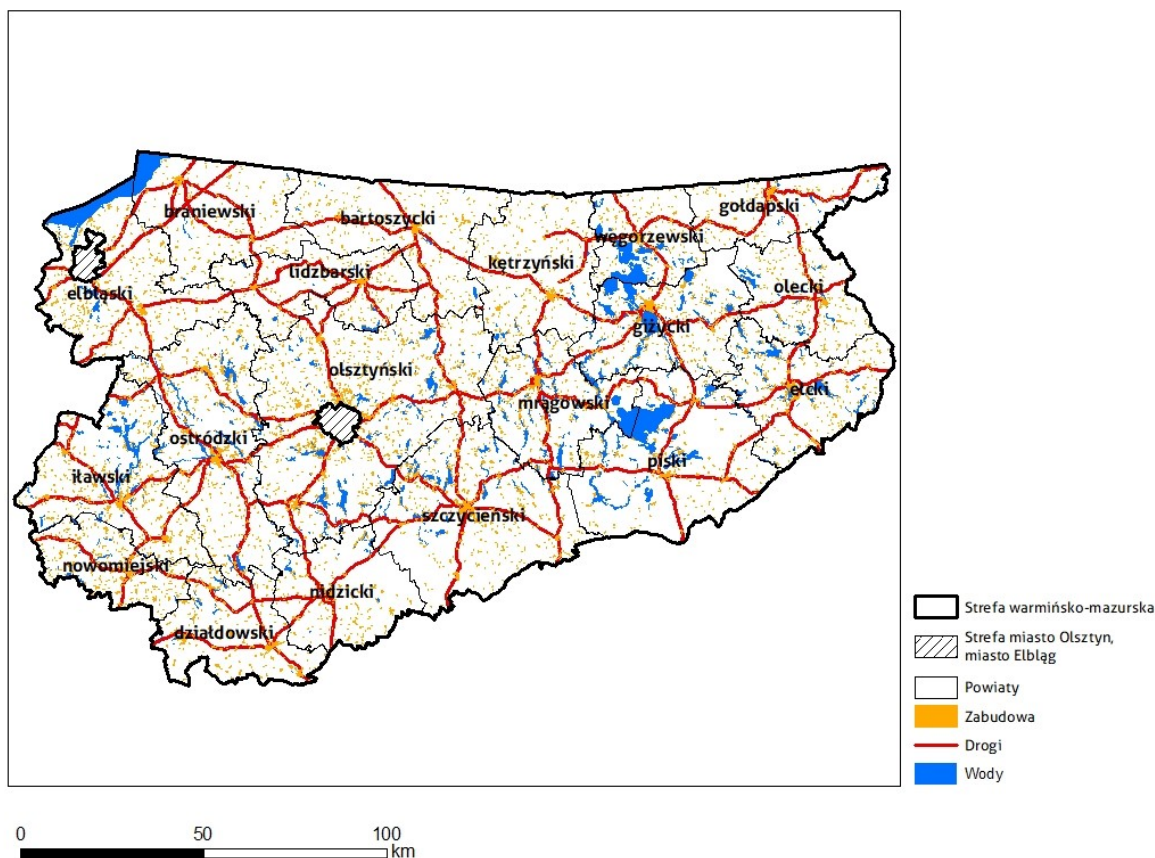 braniewski
bartoszycki
gołdapski
węgorzewski
kętrzyński
lidzbarski
elbląski
olecki
giżycki
olsztyński
mrągowski
ełcki
ostródzki
piski
iławski
szczycieński
nowomiejski
nidzicki
działdowski
Strefa warmińsko-mazurska
Strefa miasto Olsztyn,
miasto Elbląg
Powiaty
Zabudowa
Drogi
Wody
0 50 100
km